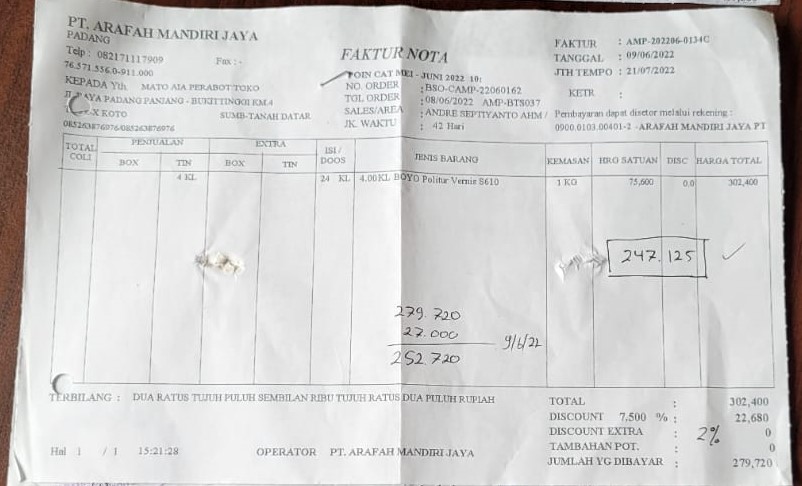 PT. ARAFAH MANDIRI JAYA
PADANG
Telp : 082171117909 Fax : -
76.571.556.0-911.000
KEPADA Yth MATO AIA PERABOT TOKO
RAYA PADANG PANJANG - BUKITTINGGI KM.4
X KOTO SUMB-TANAH DATAR
085263876976/085263876976
FAKTUR NOTA
POIN CAT MEI - JUNI 2022 10:
NO. ORDER : BSO-CAMP-22060162
TGL ORDER : 08/06/2022 AMP-BTS037
SALES/AREA : ANDRE SEPTIYANTO AHM /
JK. WAKTU : 42 Hari
FAKTUR : AMP-202206-0134C
TANGGAL : 09/06/2022
JTH TEMPO : 21/07/2022
KETR :
Pembayaran dapat disetor melalui rekening :
0900.0103.00401-2 -ARAFAH MANDIRI JAYA PT
TOTAL COLI PENJUALAN EXTRA ISI / DOOS JENIS BARANG KEMASAN HRG SATUAN DISC HARGA TOTAL
BOX TIN BOX TIN
4 KL 24 KL 4.00 KL BOYO Politur Vernis S610 1 KG 75,600 0.0 302,400
247.125 ✓
279.720
27.000
9/6/22
252.720
TERBILANG : DUA RATUS TUJUH PULUH SEMBILAN RIBU TUJUH RATUS DUA PULUH RUPIAH
TOTAL : 302,400
DISCOUNT 7,500 % : 22,680
DISCOUNT EXTRA : 2% 0
TAMBAHAN POT. : 0
JUMLAH YG DIBAYAR : 279,720
Hal 1 / 1 15:21:28 OPERATOR PT. ARAFAH MANDIRI JAYA